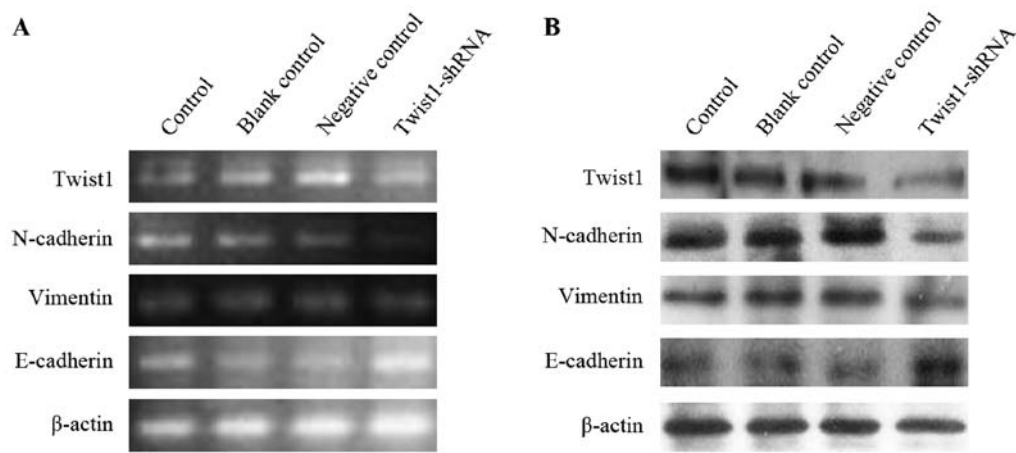 A
Control
Blank control
Negative control
Twist1-shRNA
Twist1
N-cadherin
Vimentin
E-cadherin
β-actin
B
Control
Blank control
Negative control
Twist1-shRNA
Twist1
N-cadherin
Vimentin
E-cadherin
β-actin